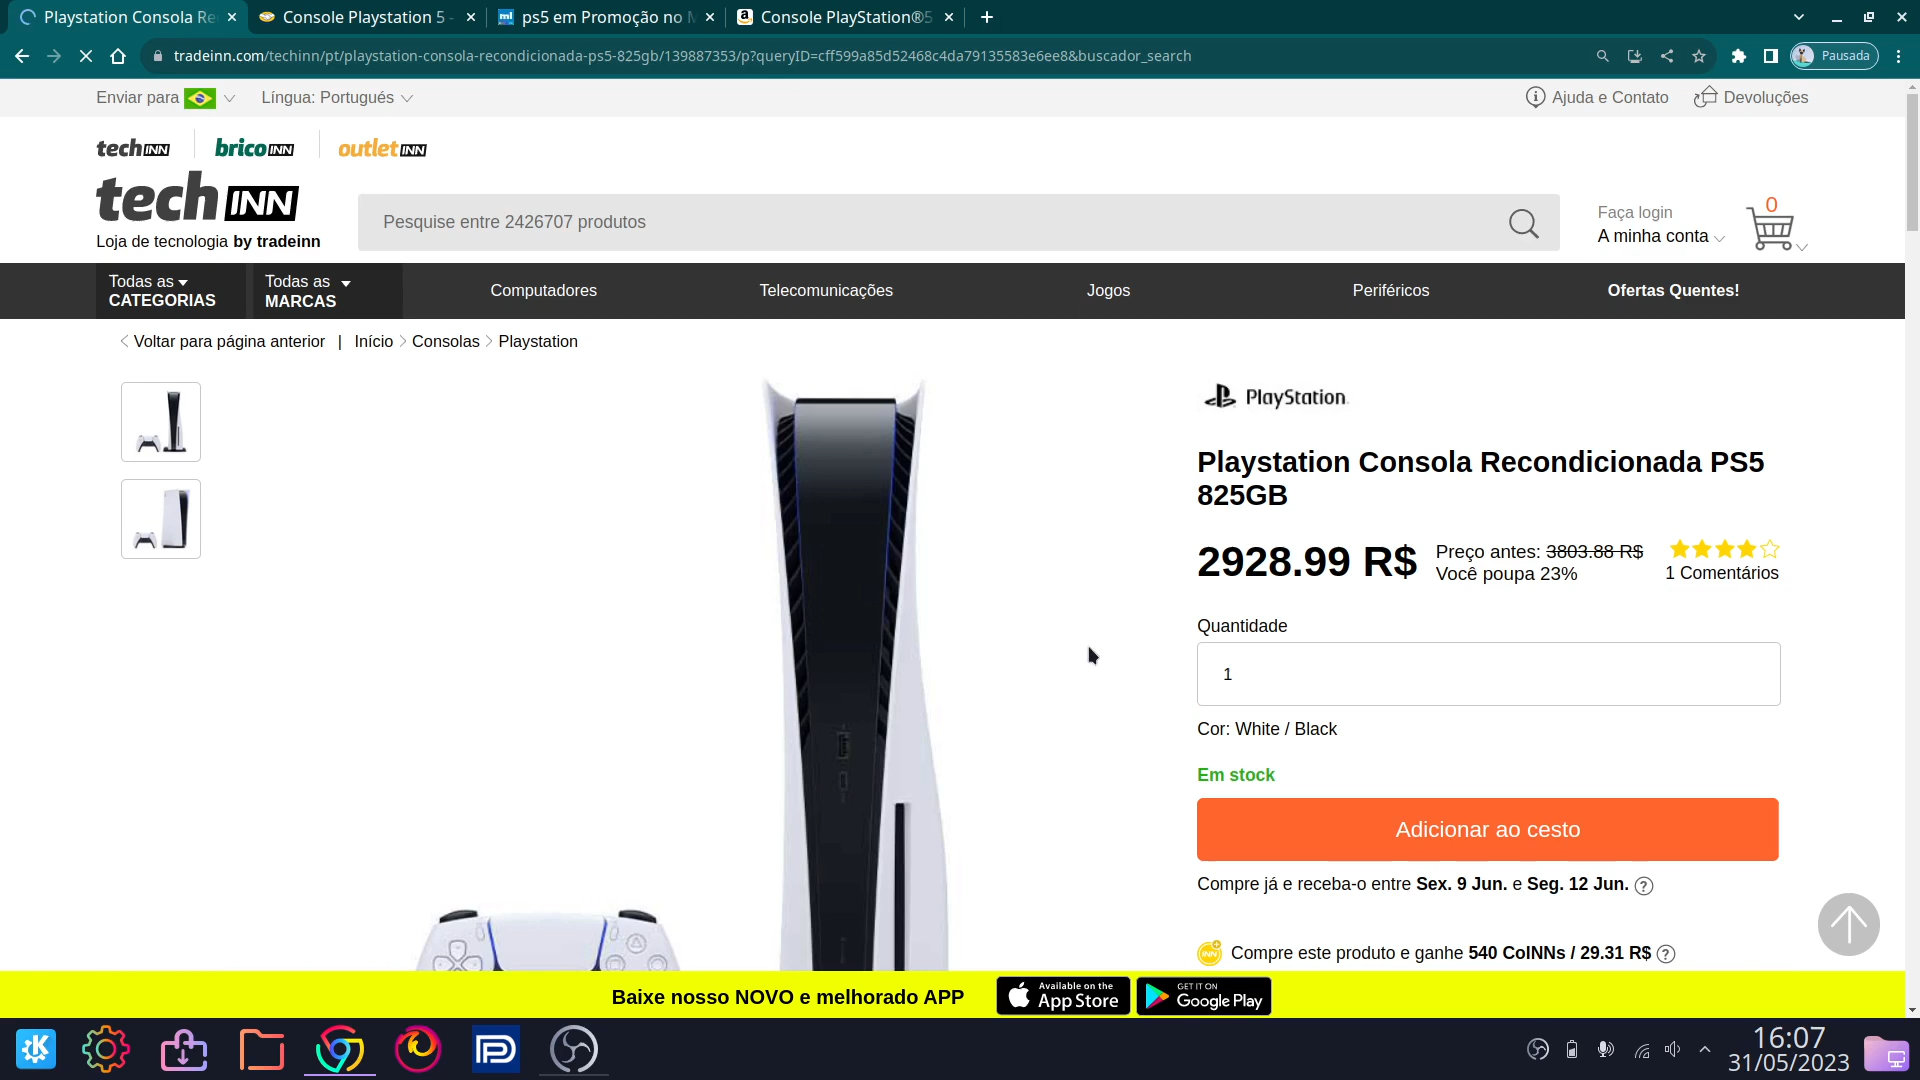 Playstation Consola Re
Console Playstation 5 -
ps5 em Promoção no M
Console PlayStation®5
tradeinn.com/techinn/pt/playstation-consola-recondicionada-ps5-825gb/139887353/p?queryID=cff599a85d52468c4da79135583e6ee8&buscador_search
Pausada
Enviar para
Língua: Português
Ajuda e Contato
Devoluções
techINN
bricoINN
outletINN
tech INN
Loja de tecnologia by tradeinn
Pesquise entre 2426707 produtos
Faça login
A minha conta
0
Todas as
CATEGORIAS
Todas as
MARCAS
Computadores
Telecomunicações
Jogos
Periféricos
Ofertas Quentes!
Voltar para página anterior | Início > Consolas > Playstation
PlayStation
Playstation Consola Recondicionada PS5
825GB
2928.99 R$
Preço antes: 3803.88 R$
Você poupa 23%
1 Comentários
Quantidade
1
Cor: White / Black
Em stock
Adicionar ao cesto
Compre já e receba-o entre Sex. 9 Jun. e Seg. 12 Jun. ?
INN
Compre este produto e ganhe 540 CoINNs / 29.31 R$ ?
Baixe nosso NOVO e melhorado APP
Available on the
App Store
GET IT ON
Google Play
16:07
31/05/2023